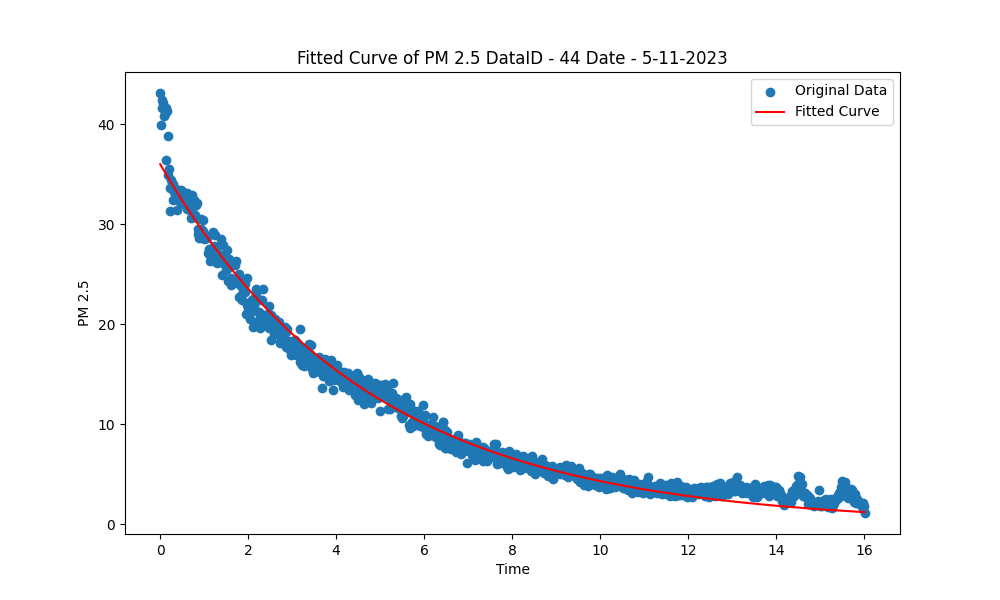 Fitted Curve of PM 2.5 DataID - 44 Date - 5-11-2023
Original Data
Fitted Curve
40
30
20
10
0
PM 2.5
0 2 4 6 8 10 12 14 16
Time